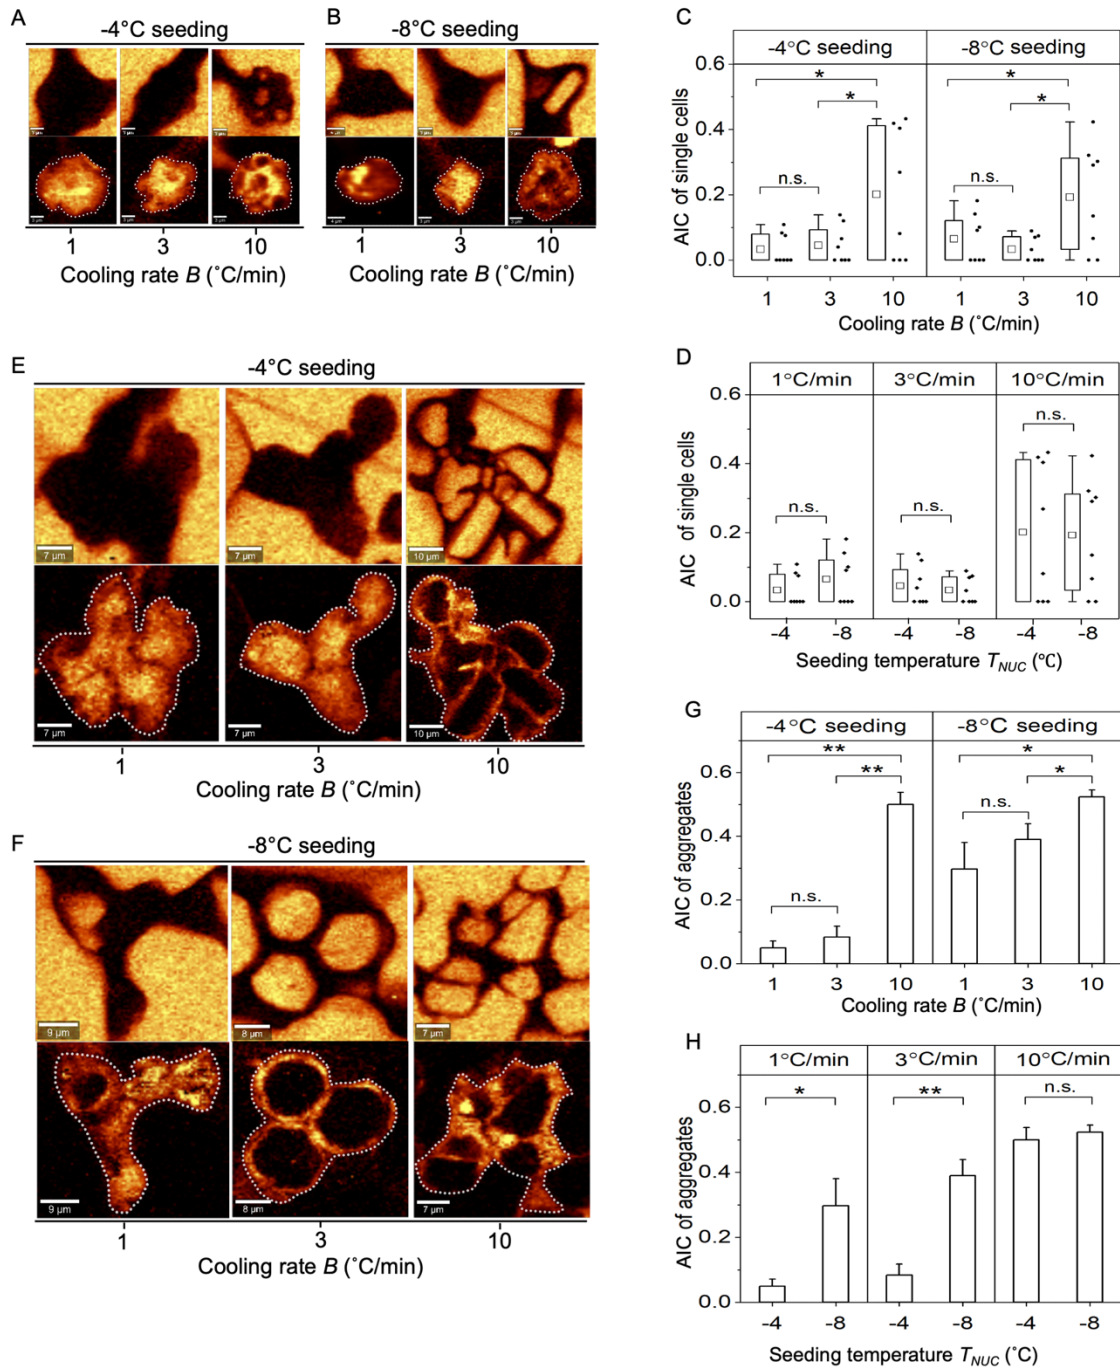 A
-4°C seeding
1
3
10
Cooling rate B (˚C/min)
B
-8°C seeding
1
3
10
Cooling rate B (˚C/min)
C
-4°C seeding
-8°C seeding
0.6
0.4
0.2
0.0
AIC of single cells
*
*
n.s.
*
*
n.s.
1
3
10
1
3
10
Cooling rate B (˚C/min)
D
1°C/min
3°C/min
10°C/min
0.6
0.4
0.2
0.0
AIC of single cells
n.s.
n.s.
n.s.
-4
-8
-4
-8
-4
-8
Seeding temperature T_NUC (℃)
E
-4°C seeding
7 µm
7 µm
10 µm
7 µm
7 µm
10 µm
1
3
10
Cooling rate B (˚C/min)
F
-8°C seeding
9 µm
8 µm
7 µm
9 µm
8 µm
7 µm
1
3
10
Cooling rate B (˚C/min)
G
-4°C seeding
-8°C seeding
0.6
0.4
0.2
0.0
AIC of aggregates
**
**
n.s.
*
*
n.s.
1
3
10
1
3
10
Cooling rate B (˚C/min)
H
1°C/min
3°C/min
10°C/min
0.6
0.4
0.2
0.0
AIC of aggregates
*
**
n.s.
-4
-8
-4
-8
-4
-8
Seeding temperature T_NUC (˚C)